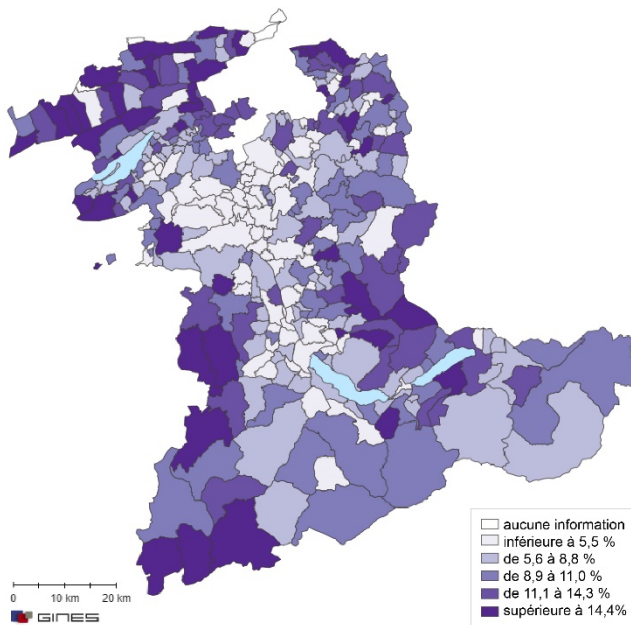 aucune information
inférieure à 5,5 %
de 5,6 à 8,8 %
de 8,9 à 11,0 %
de 11,1 à 14,3 %
supérieure à 14,4%
0 10 km 20 km
GINES